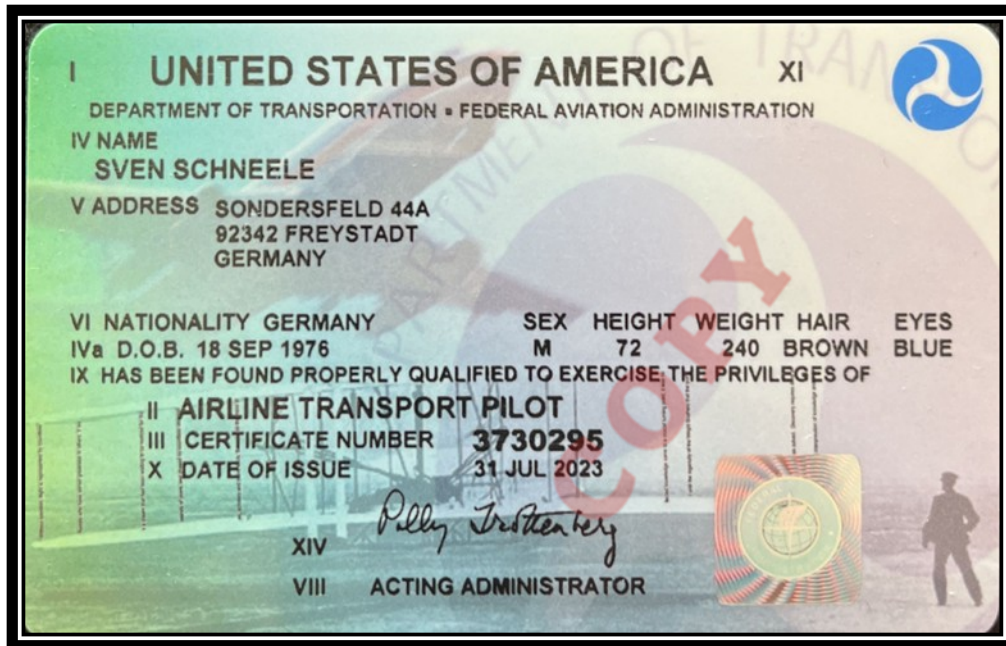 I UNITED STATES OF AMERICA XI
DEPARTMENT OF TRANSPORTATION ▪ FEDERAL AVIATION ADMINISTRATION
IV NAME
SVEN SCHNEELE
V ADDRESS SONDERSFELD 44A
92342 FREYSTADT
GERMANY
VI NATIONALITY GERMANY SEX HEIGHT WEIGHT HAIR EYES
IVa D.O.B. 18 SEP 1976 M 72 240 BROWN BLUE
IX HAS BEEN FOUND PROPERLY QUALIFIED TO EXERCISE THE PRIVILEGES OF
II AIRLINE TRANSPORT PILOT
III CERTIFICATE NUMBER 3730295
X DATE OF ISSUE 31 JUL 2023
XIV
VIII ACTING ADMINISTRATOR
COPY